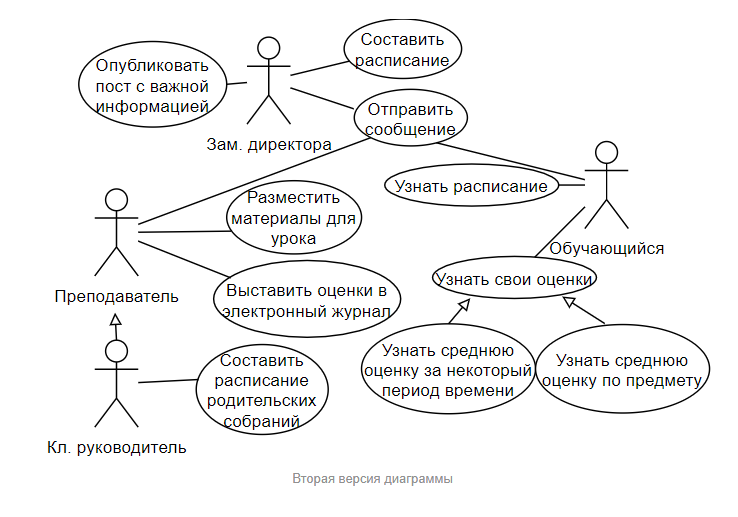 Составить
расписание
Опубликовать
пост с важной
информацией
Зам. директора
Отправить
сообщение
Узнать расписание
Обучающийся
Разместить
материалы для
урока
Преподаватель
Узнать свои оценки
Выставить оценки в
электронный журнал
Составить
расписание
родительских
собраний
Кл. руководитель
Узнать среднюю
оценку за некоторый
период времени
Узнать среднюю
оценку по предмету
Вторая версия диаграммы